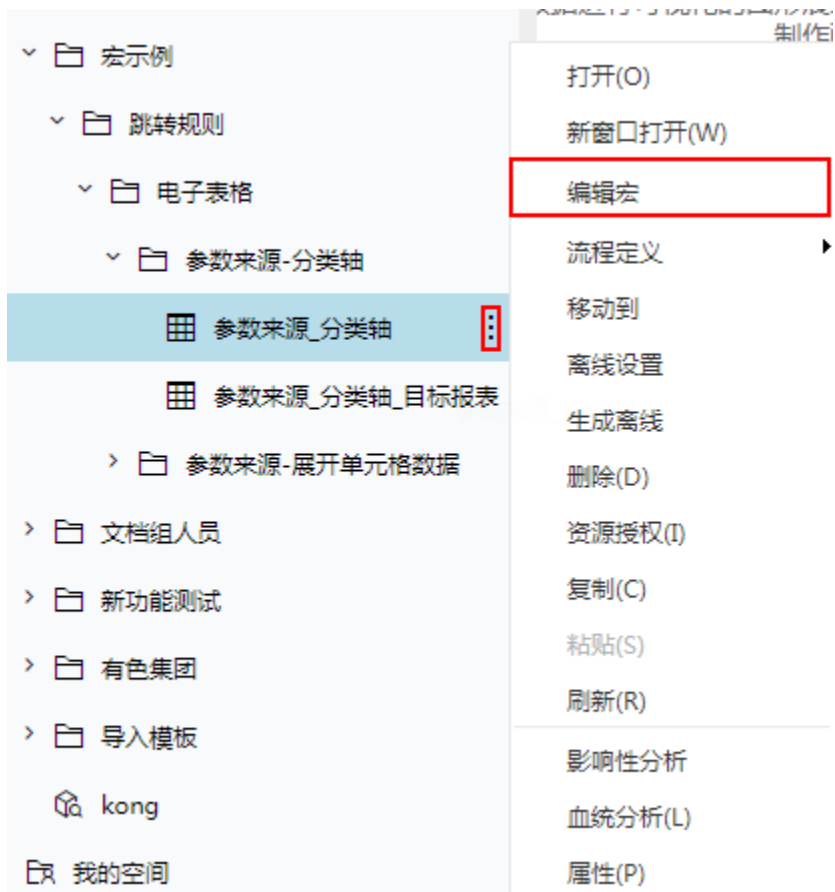 制作
宏示例
跳转规则
电子表格
参数来源-分类轴
参数来源_分类轴
参数来源_分类轴_目标报表
参数来源-展开单元格数据
文档组人员
新功能测试
有色集团
导入模板
kong
我的空间
打开(O)
新窗口打开(W)
编辑宏
流程定义
移动到
离线设置
生成离线
删除(D)
资源授权(I)
复制(C)
粘贴(S)
刷新(R)
影响性分析
血统分析(L)
属性(P)